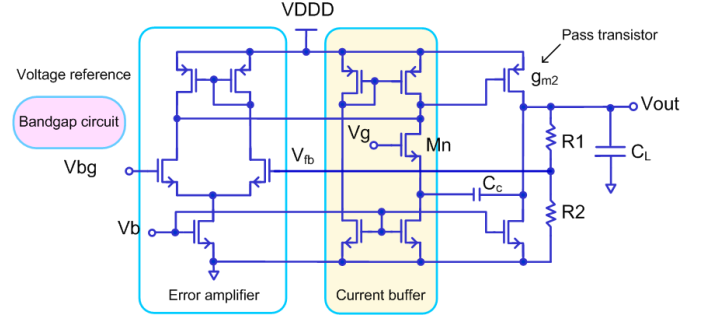 VDDD
Pass transistor
gm2
Voltage reference
Bandgap circuit
Vbg
Vfb
Vg
Mn
Cc
Vout
R1
CL
R2
Vb
Error amplifier
Current buffer